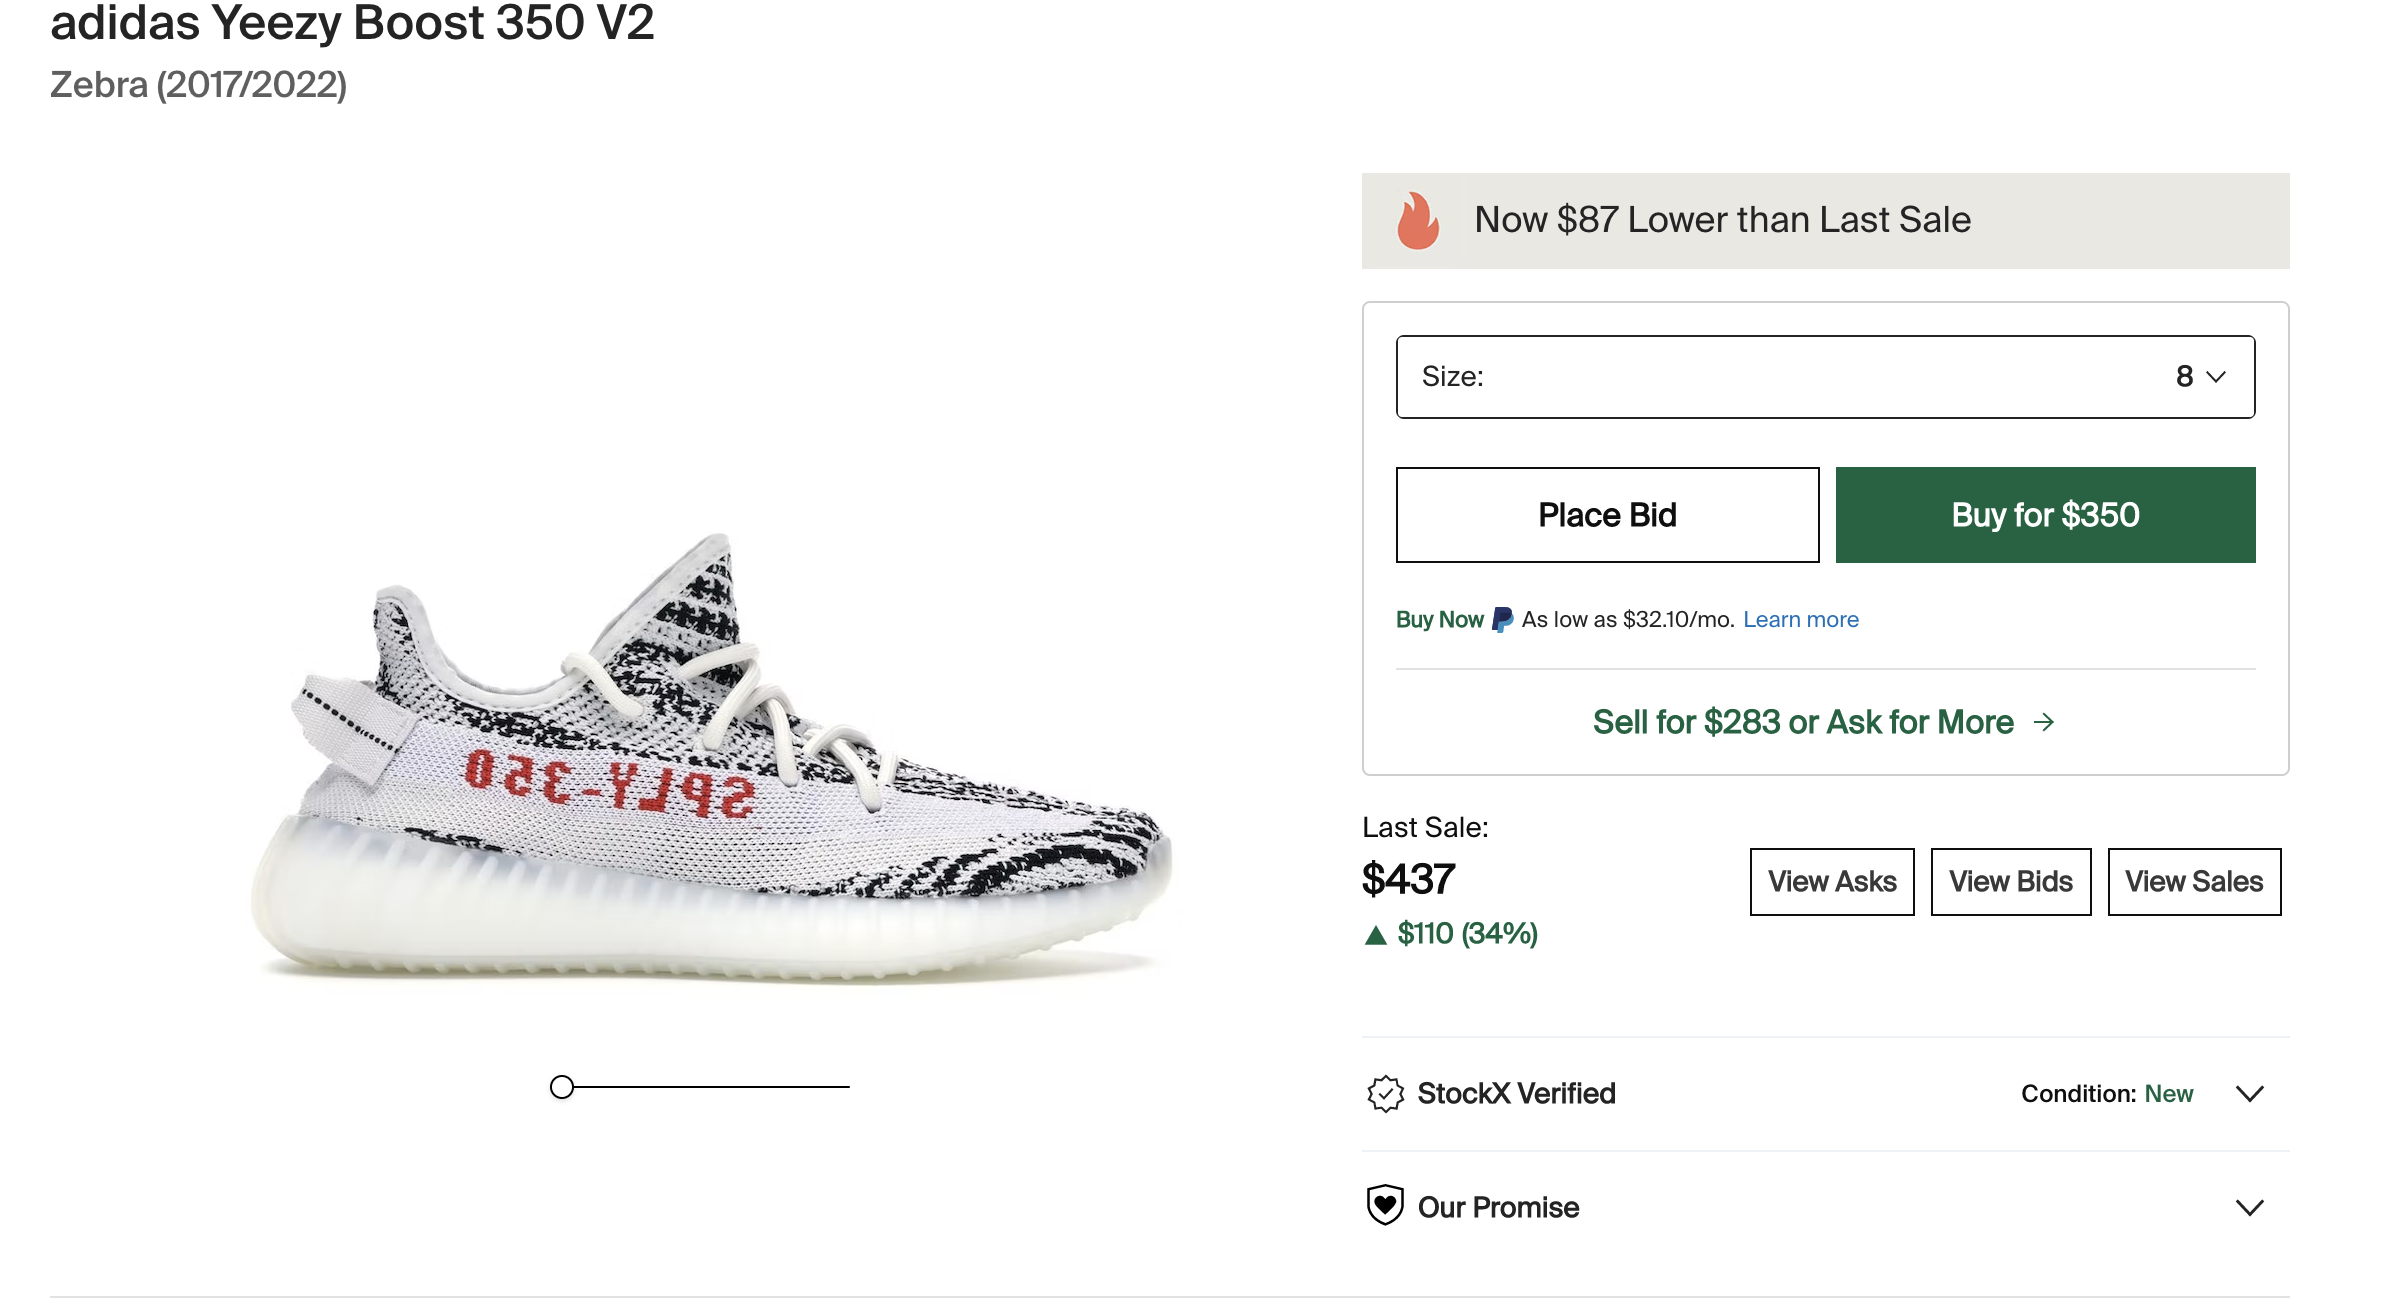 adidas Yeezy Boost 350 V2
Zebra (2017/2022)
Now $87 Lower than Last Sale
Size: 8
Place Bid
Buy for $350
Buy Now As low as $32.10/mo. Learn more
Sell for $283 or Ask for More →
SPLY-350
Last Sale:
$437
▲ $110 (34%)
View Asks
View Bids
View Sales
StockX Verified
Condition: New
Our Promise